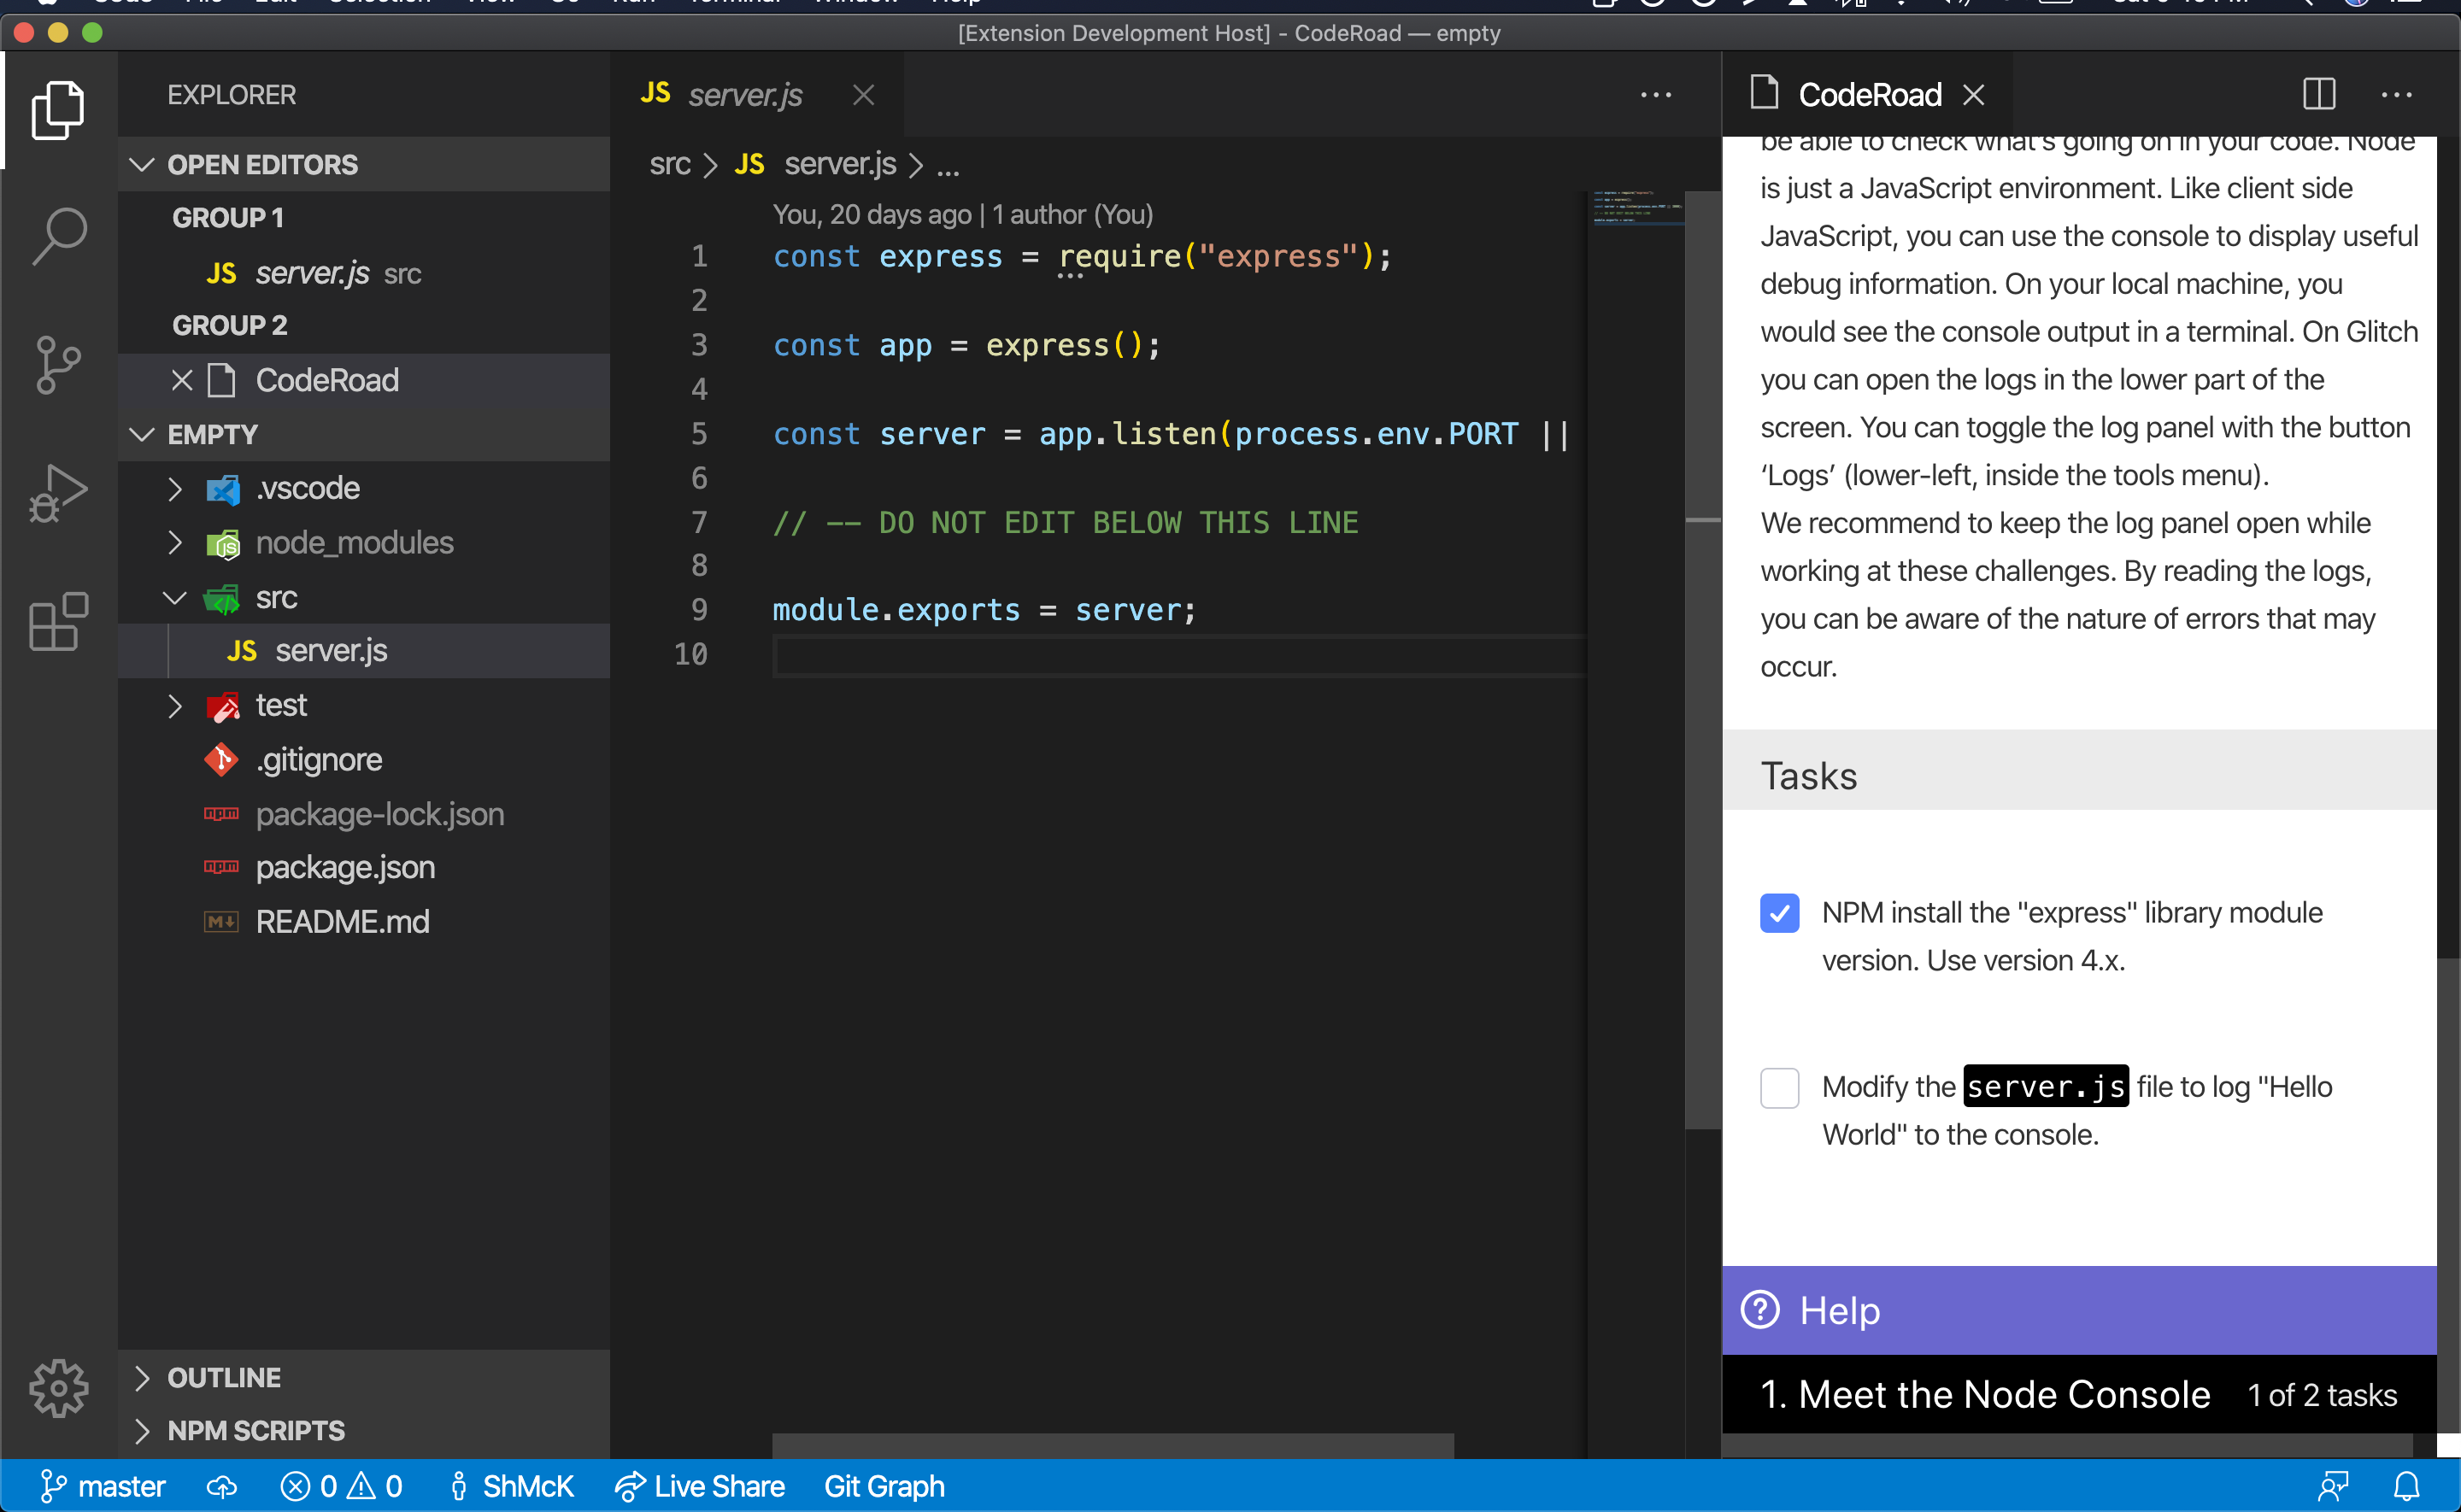 [Extension Development Host] - CodeRoad — empty
EXPLORER
OPEN EDITORS
GROUP 1
JS server.js src
GROUP 2
CodeRoad
EMPTY
.vscode
node_modules
src
JS server.js
test
.gitignore
package-lock.json
package.json
README.md
OUTLINE
NPM SCRIPTS
JS server.js
src > JS server.js > ...
You, 20 days ago | 1 author (You)
1 const express = require("express");
2
3 const app = express();
4
5 const server = app.listen(process.env.PORT ||
6
7 // -- DO NOT EDIT BELOW THIS LINE
8
9 module.exports = server;
10
CodeRoad
be able to check what's going on in your code. Node
is just a JavaScript environment. Like client side
JavaScript, you can use the console to display useful
debug information. On your local machine, you
would see the console output in a terminal. On Glitch
you can open the logs in the lower part of the
screen. You can toggle the log panel with the button
‘Logs’ (lower-left, inside the tools menu).
We recommend to keep the log panel open while
working at these challenges. By reading the logs,
you can be aware of the nature of errors that may
occur.
Tasks
NPM install the "express" library module
version. Use version 4.x.
Modify the server.js file to log "Hello
World" to the console.
Help
1. Meet the Node Console 1 of 2 tasks
master 0 0 ShMcK Live Share Git Graph